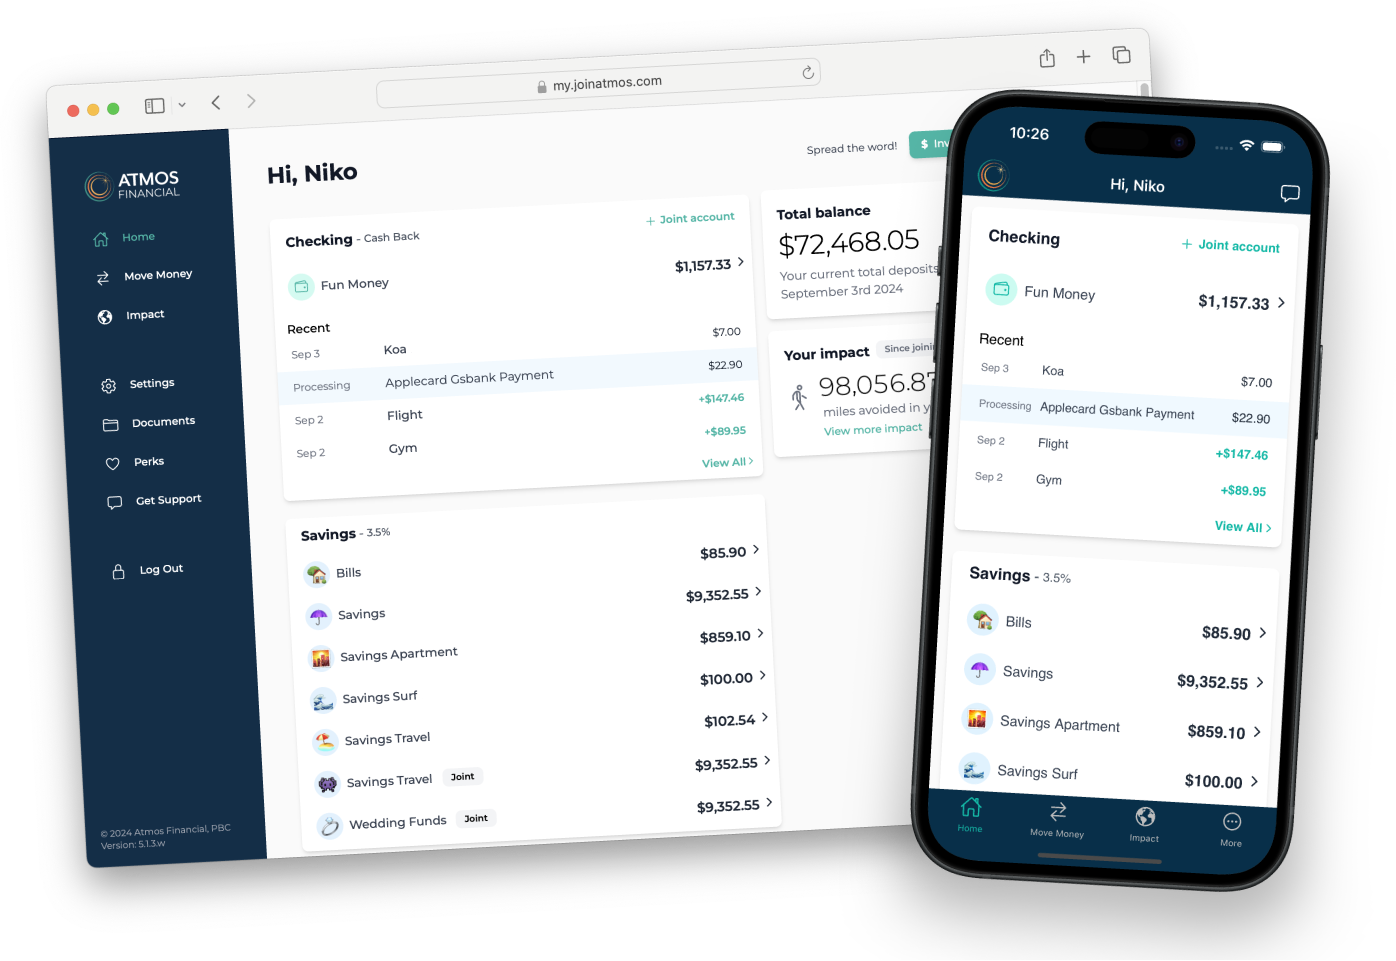 my.joinatmos.com
ATMOS
FINANCIAL
Home
Move Money
Impact
Settings
Documents
Perks
Get Support
Log Out
© 2024 Atmos Financial, PBC
Version: 5.1.3.w
Hi, Niko
Spread the word!
$
Checking - Cash Back
+ Joint account
Fun Money $1,157.33
Recent
Sep 3 Koa $7.00
Processing Applecard Gsbank Payment $22.90
Sep 2 Flight +$147.46
Sep 2 Gym +$89.95
View All
Savings - 3.5%
Bills $85.90
Savings $9,352.55
Savings Apartment $859.10
Savings Surf $100.00
Savings Travel $102.54
Savings Travel Joint $9,352.55
Wedding Funds Joint $9,352.55
Total balance
$72,468.05
Your current total deposits
September 3rd 2024
Your impact Since
98,056.87
miles avoided in
View more impact
10:26
Hi, Niko
Checking
+ Joint account
Fun Money $1,157.33
Recent
Sep 3 Koa $7.00
Processing Applecard Gsbank Payment $22.90
Sep 2 Flight +$147.46
Sep 2 Gym +$89.95
View All
Savings - 3.5%
Bills $85.90
Savings $9,352.55
Savings Apartment $859.10
Savings Surf $100.00
Home
Move Money
Impact
More